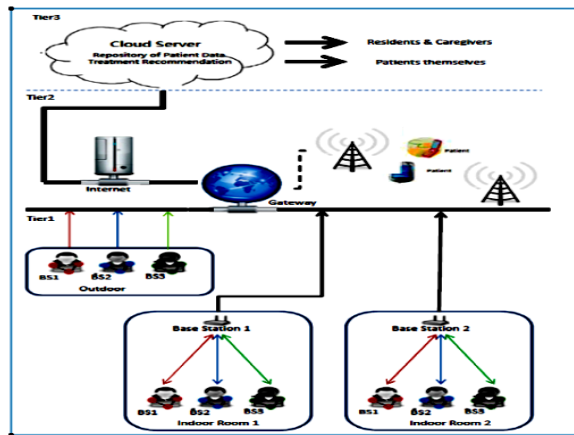 Tier3
Cloud Server
Repository of Patient Data
Treatment Recommendation
Residents & Caregivers
Patients themselves
Tier2
Patient
Patient
Internet
Gateway
Tier1
BS1
BS2
BS3
Outdoor
Base Station 1
BS1
BS2
BS3
Indoor Room 1
Base Station 2
BS1
BS2
BS3
Indoor Room 2